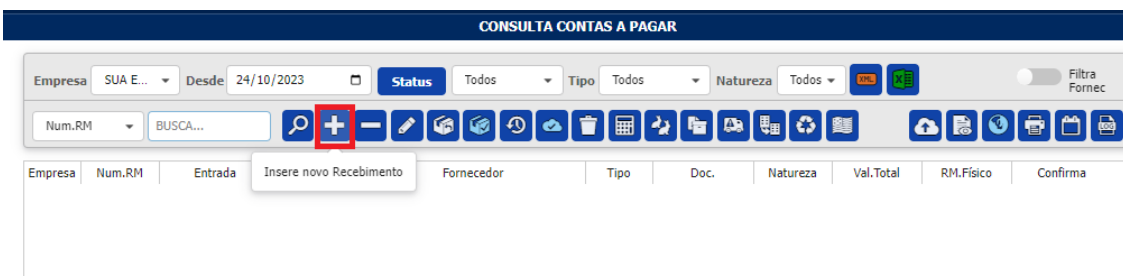 CONSULTA CONTAS A PAGAR
Empresa SUA E... Desde 24/10/2023 Status Todos Tipo Todos Natureza Todos XML X Filtra
Fornec
Num.RM BUSCA... LOG
Insere novo Recebimento
Empresa Num.RM Entrada Fornecedor Tipo Doc. Natureza Val.Total RM.Físico Confirma